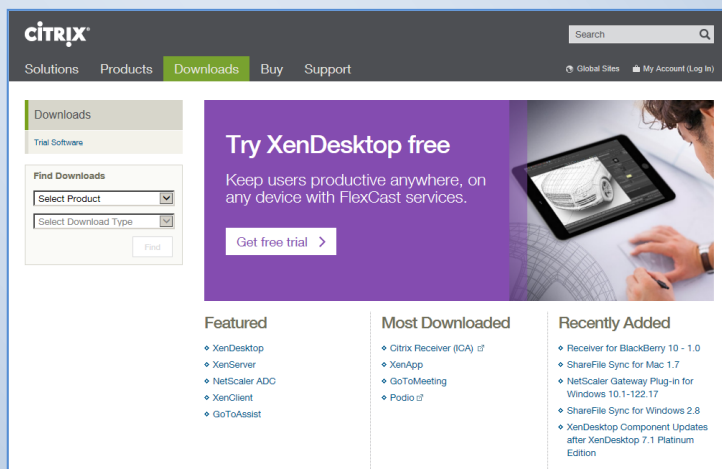 CİTRIX®
Search
Solutions Products Downloads Buy Support
Global Sites My Account (Log In)
Downloads
Trial Software
Find Downloads
Select Product
Select Download Type
Find
Try XenDesktop free
Keep users productive anywhere, on
any device with FlexCast services.
Get free trial
Featured
XenDesktop
XenServer
NetScaler ADC
XenClient
GoToAssist
Most Downloaded
Citrix Receiver (ICA)
XenApp
GoToMeeting
Podio
Recently Added
Receiver for BlackBerry 10 - 1.0
ShareFile Sync for Mac 1.7
NetScaler Gateway Plug-in for
Windows 10.1-122.17
ShareFile Sync for Windows 2.8
XenDesktop Component Updates
after XenDesktop 7.1 Platinum
Edition